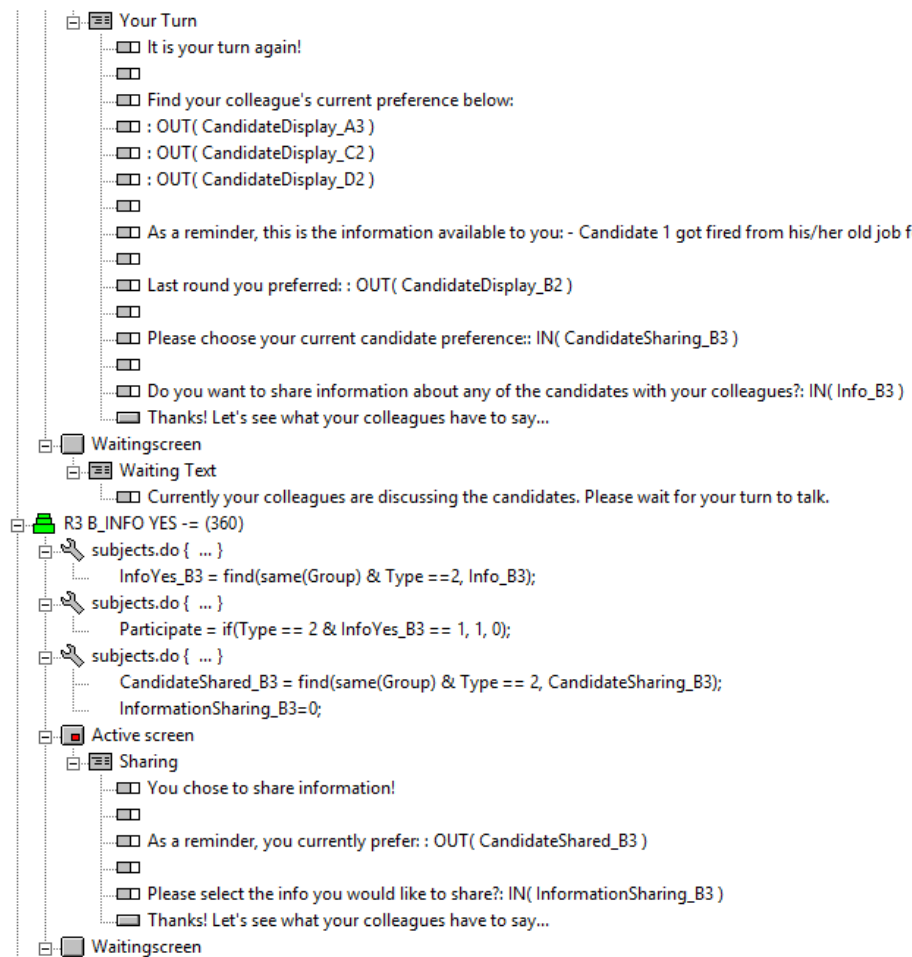 Your Turn
It is your turn again!
Find your colleague's current preference below:
: OUT( CandidateDisplay_A3 )
: OUT( CandidateDisplay_C2 )
: OUT( CandidateDisplay_D2 )
As a reminder, this is the information available to you: - Candidate 1 got fired from his/her old job f
Last round you preferred: : OUT( CandidateDisplay_B2 )
Please choose your current candidate preference:: IN( CandidateSharing_B3 )
Do you want to share information about any of the candidates with your colleagues?: IN( Info_B3 )
Thanks! Let's see what your colleagues have to say...
Waitingscreen
Waiting Text
Currently your colleagues are discussing the candidates. Please wait for your turn to talk.
R3 B_INFO YES -= (360)
subjects.do { ... }
InfoYes_B3 = find(same(Group) & Type ==2, Info_B3);
subjects.do { ... }
Participate = if(Type == 2 & InfoYes_B3 == 1, 1, 0);
subjects.do { ... }
CandidateShared_B3 = find(same(Group) & Type == 2, CandidateSharing_B3);
InformationSharing_B3=0;
Active screen
Sharing
You chose to share information!
As a reminder, you currently prefer: : OUT( CandidateShared_B3 )
Please select the info you would like to share?: IN( InformationSharing_B3 )
Thanks! Let's see what your colleagues have to say...
Waitingscreen